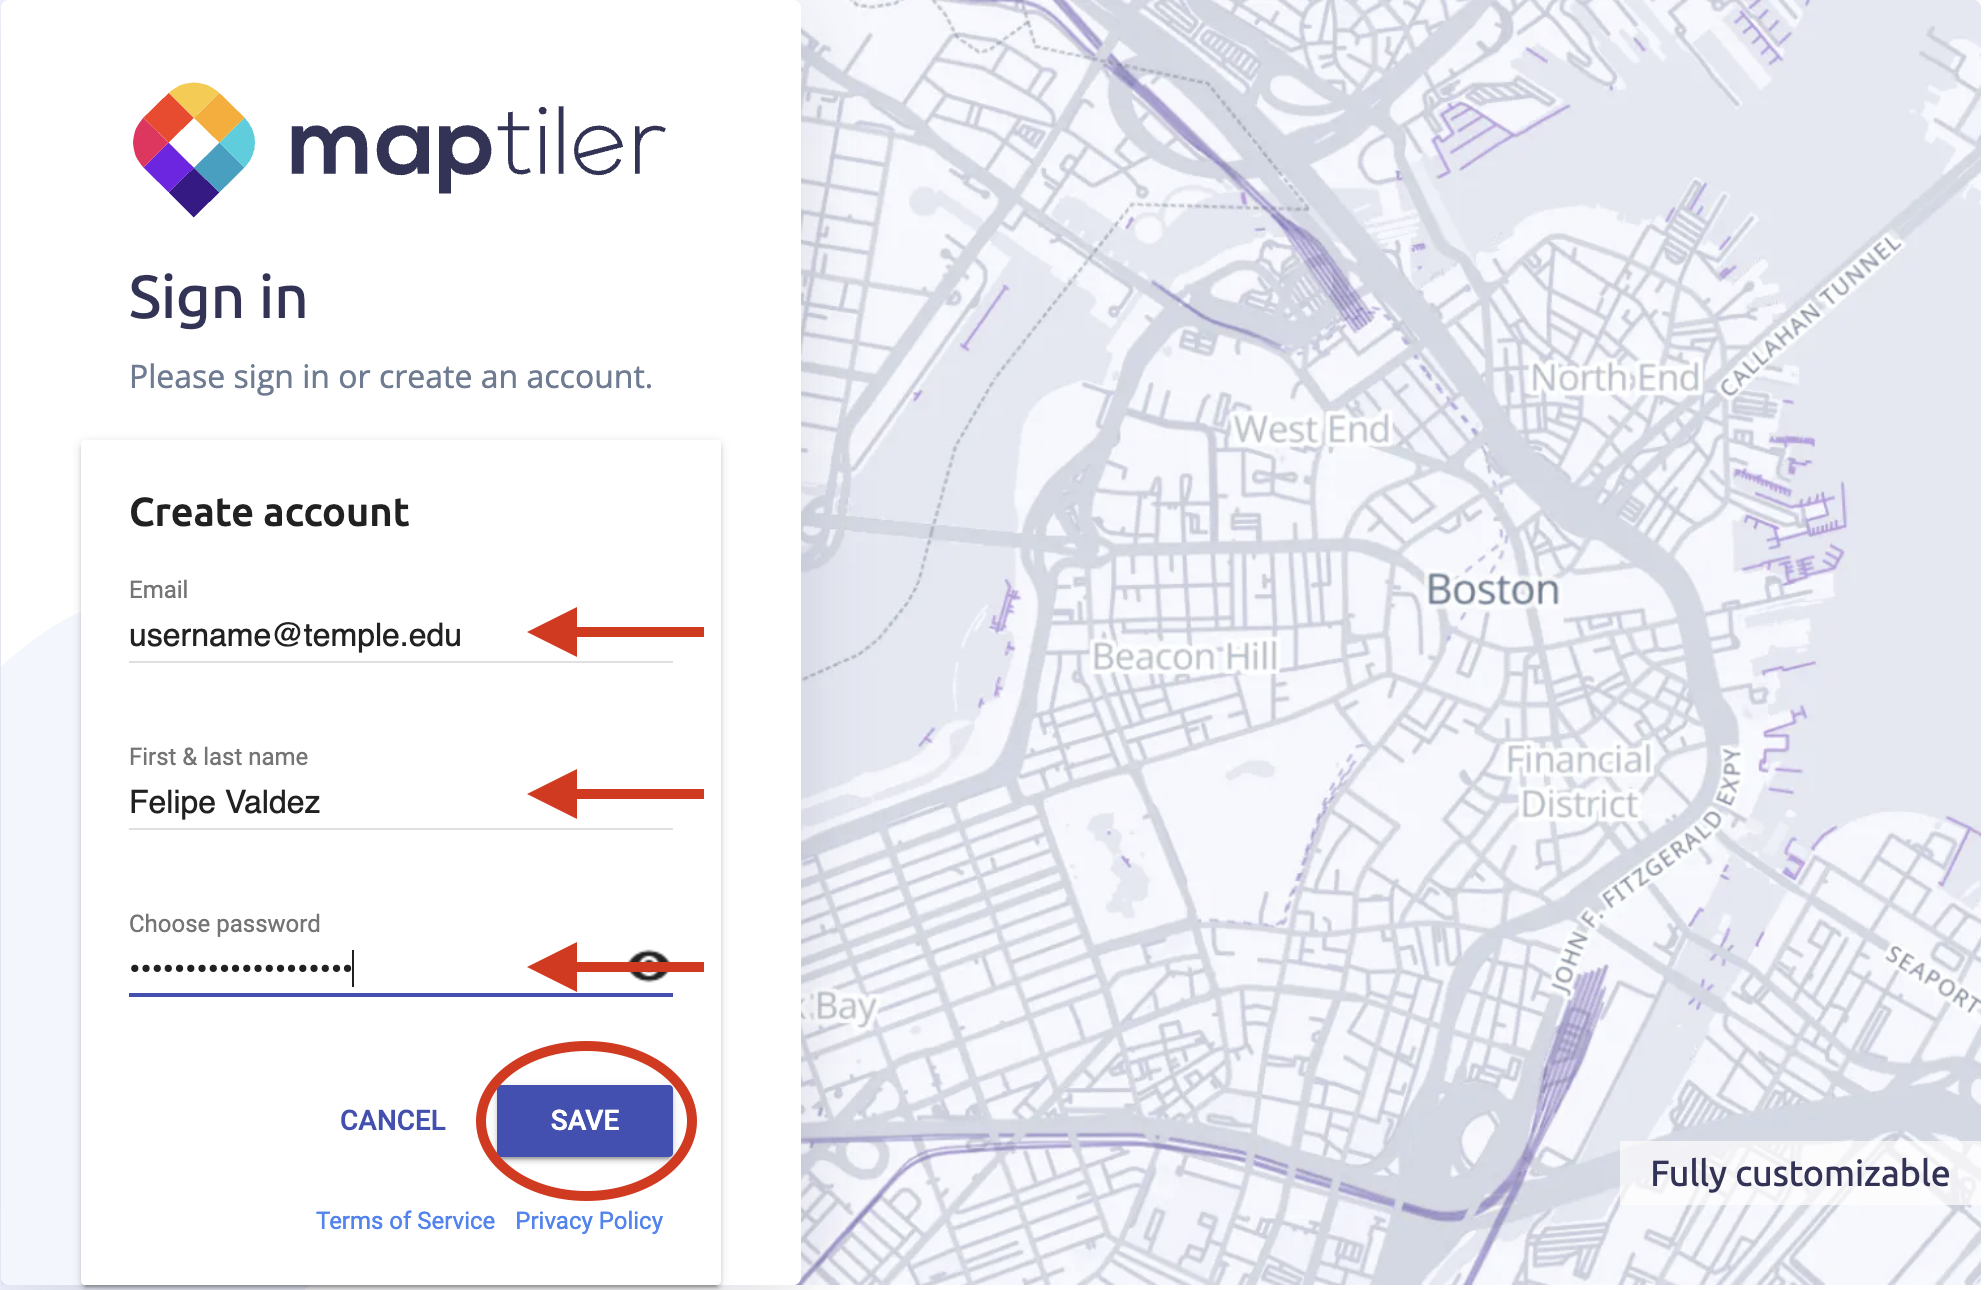 maptiler
Sign in
Please sign in or create an account.
Create account
Email
username@temple.edu
First & last name
Felipe Valdez
Choose password
••••••••••••••••••••
CANCEL
SAVE
Terms of Service Privacy Policy
North End
CALLAHAN TUNNEL
West End
Boston
Beacon Hill
Financial
District
JOHN F. FITZGERALD EXPY
SEAPORT
Bay
Fully customizable